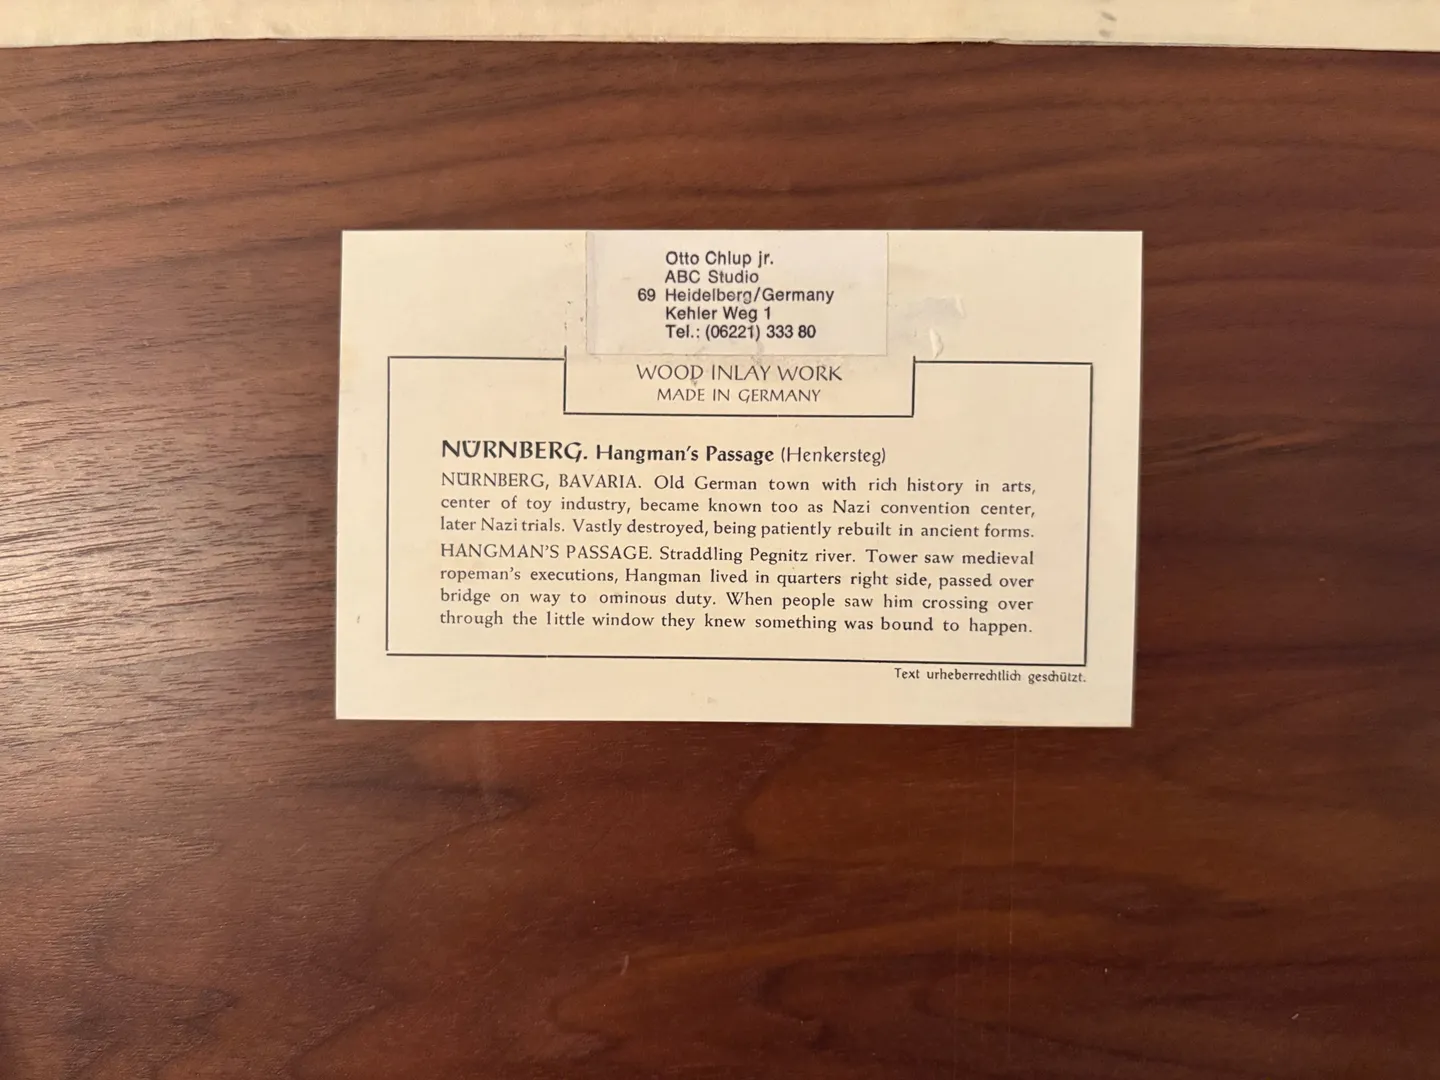 Otto Chlup jr.
ABC Studio
69 Heidelberg/Germany
Kehler Weg 1
Tel.: (06221) 333 80
WOOD INLAY WORK
MADE IN GERMANY
NÜRNBERG. Hangman's Passage (Henkersteg)
NÜRNBERG, BAVARIA. Old German town with rich history in arts,
center of toy industry, became known too as Nazi convention center,
later Nazi trials. Vastly destroyed, being patiently rebuilt in ancient forms.
HANGMAN'S PASSAGE. Straddling Pegnitz river. Tower saw medieval
ropeman's executions, Hangman lived in quarters right side, passed over
bridge on way to ominous duty. When people saw him crossing over
through the little window they knew something was bound to happen.
Text urheberrechtlich geschützt.